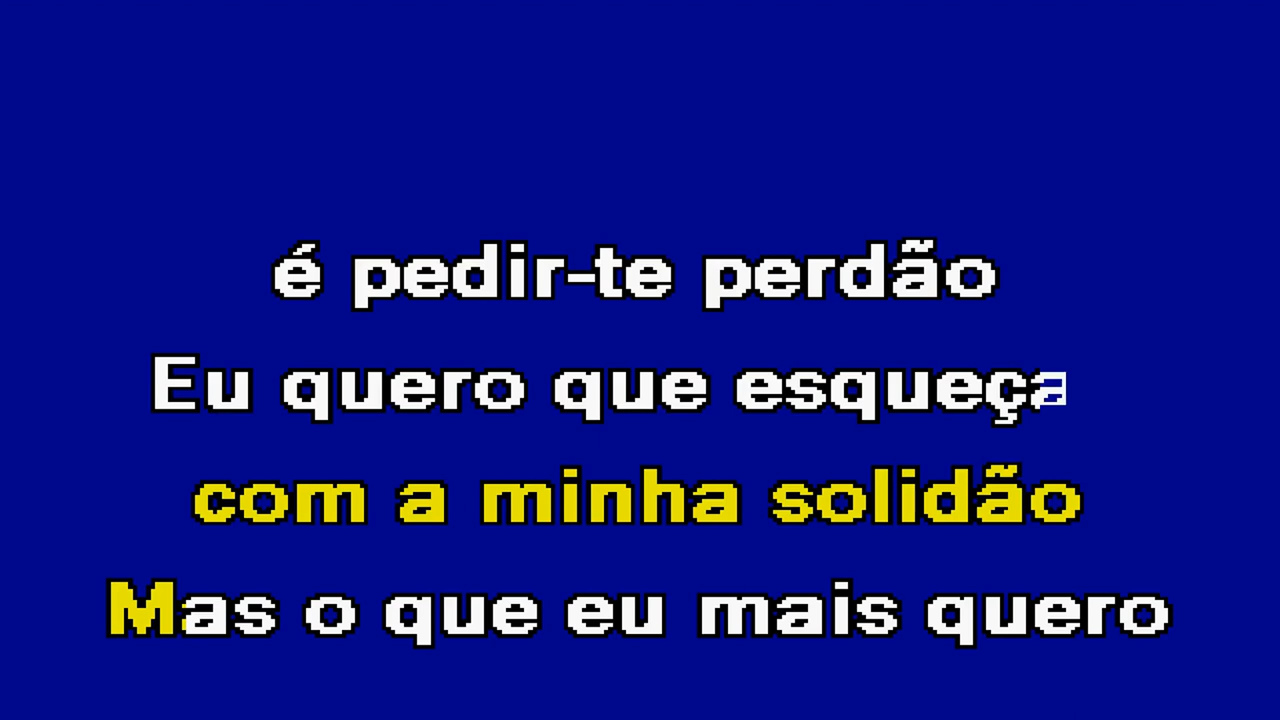 é pedir-te perdão
Eu quero que esqueça
com a minha solidão
Mas o que eu mais quero